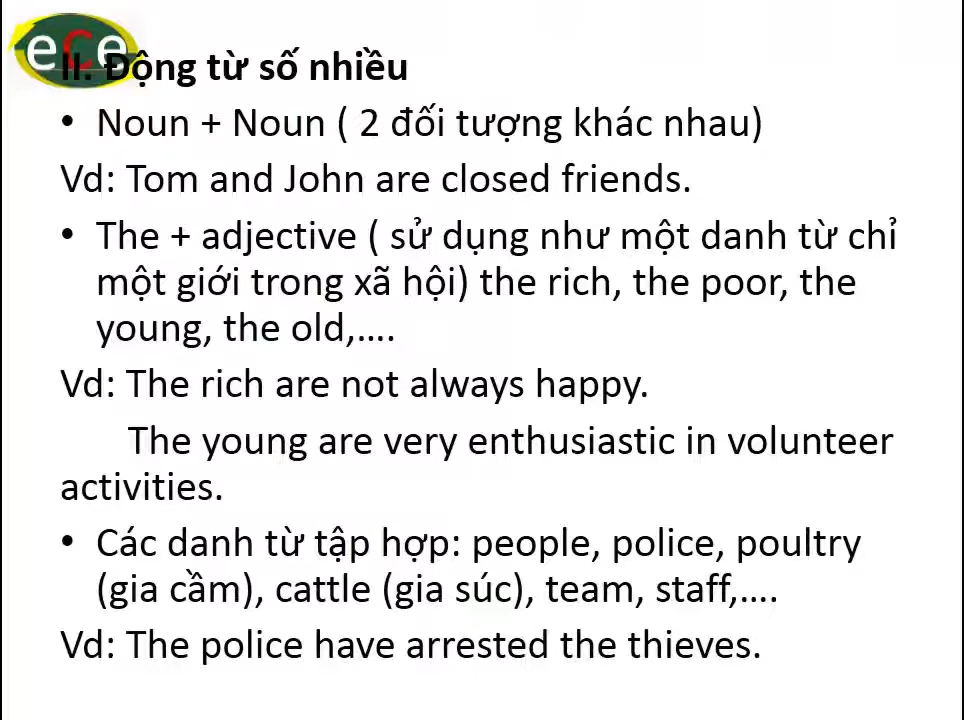 ece
II. Động từ số nhiều
• Noun + Noun ( 2 đối tượng khác nhau)
Vd: Tom and John are closed friends.
• The + adjective ( sử dụng như một danh từ chỉ
một giới trong xã hội) the rich, the poor, the
young, the old,....
Vd: The rich are not always happy.
The young are very enthusiastic in volunteer
activities.
• Các danh từ tập hợp: people, police, poultry
(gia cầm), cattle (gia súc), team, staff,....
Vd: The police have arrested the thieves.